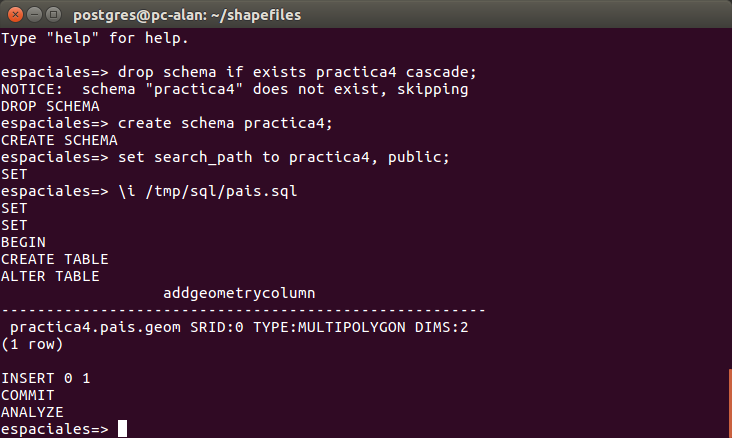 postgres@pc-alan: ~/shapefiles
Type "help" for help.
espaciales=> drop schema if exists practica4 cascade;
NOTICE:  schema "practica4" does not exist, skipping
DROP SCHEMA
espaciales=> create schema practica4;
CREATE SCHEMA
espaciales=> set search_path to practica4, public;
SET
espaciales=> \i /tmp/sql/pais.sql
SET
SET
BEGIN
CREATE TABLE
ALTER TABLE
                  addgeometrycolumn
------------------------------------------------------
 practica4.pais.geom SRID:0 TYPE:MULTIPOLYGON DIMS:2
(1 row)
INSERT 0 1
COMMIT
ANALYZE
espaciales=>